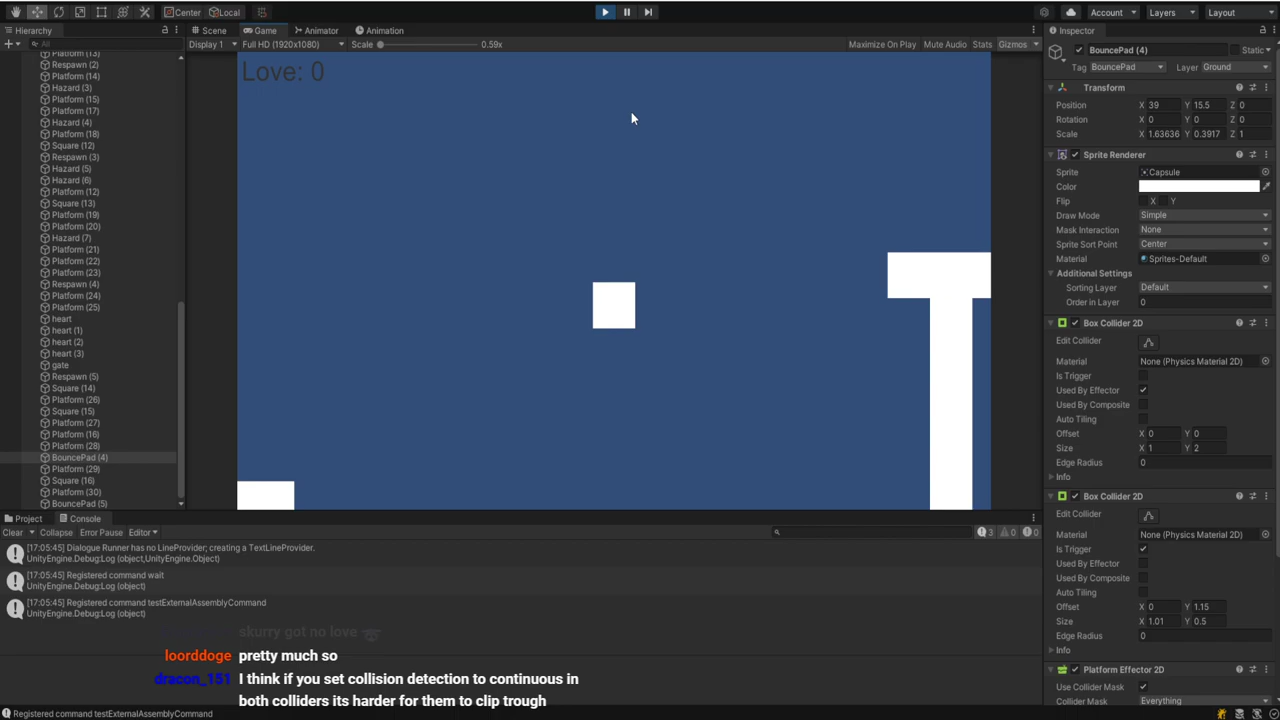 Center
Local
Account
Layers
Layout
Hierarchy
Scene
Game
Animator
Animation
Inspector
All
Display 1
Full HD (1920x1080)
Scale
0.59x
Maximize On Play
Mute Audio
Stats
Gizmos
BouncePad (4)
Static
Tag
BouncePad
Layer
Ground
Platform (13)
Respawn (2)
Platform (14)
Hazard (3)
Platform (15)
Platform (17)
Hazard (4)
Platform (18)
Square (12)
Respawn (3)
Hazard (5)
Hazard (6)
Platform (12)
Square (13)
Platform (19)
Platform (20)
Hazard (7)
Platform (21)
Platform (22)
Platform (23)
Respawn (4)
Platform (24)
Platform (25)
heart
heart (1)
heart (2)
heart (3)
gate
Respawn (5)
Square (14)
Platform (26)
Square (15)
Platform (27)
Platform (16)
Platform (28)
BouncePad (4)
Platform (29)
Square (16)
Platform (30)
BouncePad (5)
Love: 0
Transform
Position X 39 Y 15.5 Z 0
Rotation X 0 Y 0 Z 0
Scale X 1.63636 Y 0.3917 Z 1
Sprite Renderer
Sprite Capsule
Color
Flip X Y
Draw Mode Simple
Mask Interaction None
Sprite Sort Point Center
Material Sprites-Default
Additional Settings
Sorting Layer Default
Order in Layer 0
Box Collider 2D
Edit Collider
Material None (Physics Material 2D)
Is Trigger
Used By Effector
Used By Composite
Auto Tiling
Offset X 0 Y 0
Size X 1 Y 2
Edge Radius 0
Info
Box Collider 2D
Edit Collider
Material None (Physics Material 2D)
Is Trigger
Used By Effector
Used By Composite
Auto Tiling
Offset X 0 Y 1.15
Size X 1.01 Y 0.5
Edge Radius 0
Info
Platform Effector 2D
Use Collider Mask
Collider Mask Everything
Project
Console
Clear
Collapse
Error Pause
Editor
3
0
0
[17:05:45] Dialogue Runner has no LineProvider; creating a TextLineProvider.
UnityEngine.Debug:Log (object,UnityEngine.Object)
[17:05:45] Registered command wait
UnityEngine.Debug:Log (object)
[17:05:45] Registered command testExternalAssemblyCommand
UnityEngine.Debug:Log (object)
skurry got no love
loorddoge pretty much so
dracon_151 I think if you set collision detection to continuous in
both colliders its harder for them to clip trough
Registered command testExternalAssemblyCommand